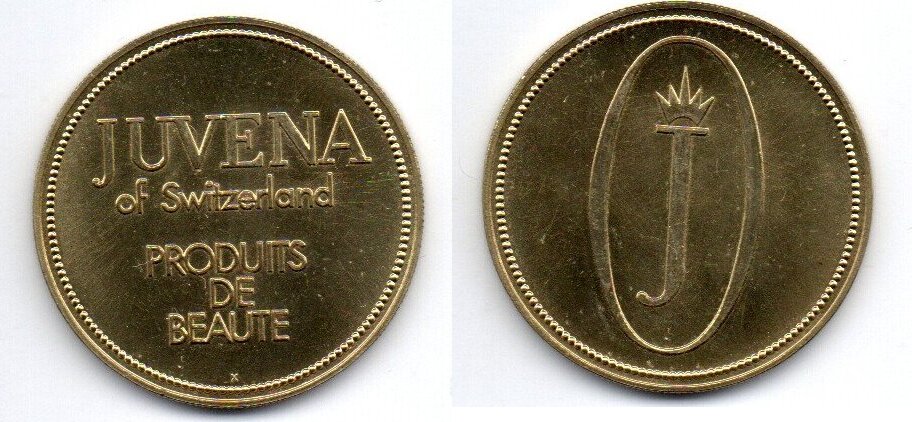 JUVENA
of Switzerland
PRODUITS
DE
BEAUTE
x
J